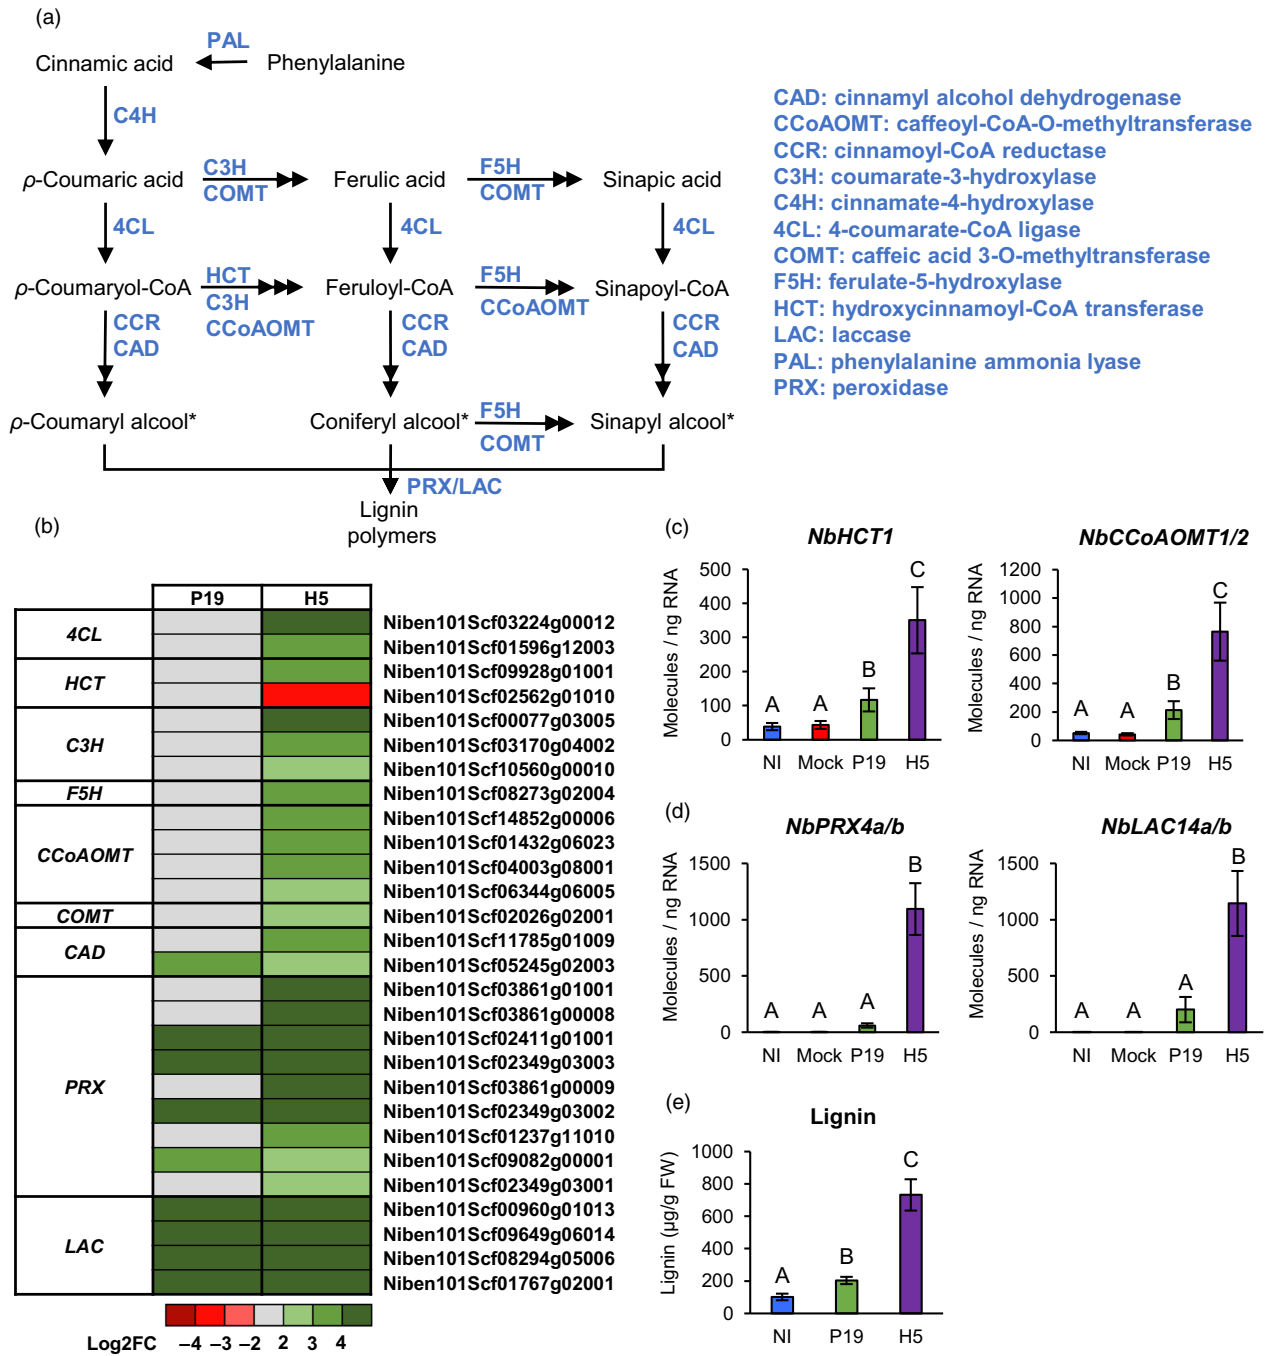 (a)
PAL
Cinnamic acid
Phenylalanine
C4H
ρ-Coumaric acid
C3H
COMT
Ferulic acid
F5H
COMT
Sinapic acid
4CL
4CL
4CL
ρ-Coumaryol-CoA
HCT
C3H
CCoAOMT
Feruloyl-CoA
F5H
CCoAOMT
Sinapoyl-CoA
CCR
CAD
CCR
CAD
CCR
CAD
ρ-Coumaryl alcool*
Coniferyl alcool*
F5H
COMT
Sinapyl alcool*
PRX/LAC
Lignin
polymers
CAD: cinnamyl alcohol dehydrogenase
CCoAOMT: caffeoyl-CoA-O-methyltransferase
CCR: cinnamoyl-CoA reductase
C3H: coumarate-3-hydroxylase
C4H: cinnamate-4-hydroxylase
4CL: 4-coumarate-CoA ligase
COMT: caffeic acid 3-O-methyltransferase
F5H: ferulate-5-hydroxylase
HCT: hydroxycinnamoyl-CoA transferase
LAC: laccase
PAL: phenylalanine ammonia lyase
PRX: peroxidase
(b)
P19 H5
4CL
Niben101Scf03224g00012
Niben101Scf01596g12003
HCT
Niben101Scf09928g01001
Niben101Scf02562g01010
C3H
Niben101Scf00077g03005
Niben101Scf03170g04002
Niben101Scf10560g00010
F5H
Niben101Scf08273g02004
CCoAOMT
Niben101Scf14852g00006
Niben101Scf01432g06023
Niben101Scf04003g08001
Niben101Scf06344g06005
COMT
Niben101Scf02026g02001
CAD
Niben101Scf11785g01009
Niben101Scf05245g02003
PRX
Niben101Scf03861g01001
Niben101Scf03861g00008
Niben101Scf02411g01001
Niben101Scf02349g03003
Niben101Scf03861g00009
Niben101Scf02349g03002
Niben101Scf01237g11010
Niben101Scf09082g00001
Niben101Scf02349g03001
LAC
Niben101Scf00960g01013
Niben101Scf09649g06014
Niben101Scf08294g05006
Niben101Scf01767g02001
Log2FC −4 −3 −2 2 3 4
(c)
NbHCT1
Molecules / ng RNA
500
400
300
200
100
0
A A B C
NI Mock P19 H5
NbCCoAOMT1/2
Molecules / ng RNA
1200
1000
800
600
400
200
0
A A B C
NI Mock P19 H5
(d)
NbPRX4a/b
Molecules / ng RNA
1500
1000
500
0
A A A B
NI Mock P19 H5
NbLAC14a/b
Molecules / ng RNA
1500
1000
500
0
A A A B
NI Mock P19 H5
(e)
Lignin
Lignin (µg/g FW)
1000
800
600
400
200
0
A B C
NI P19 H5